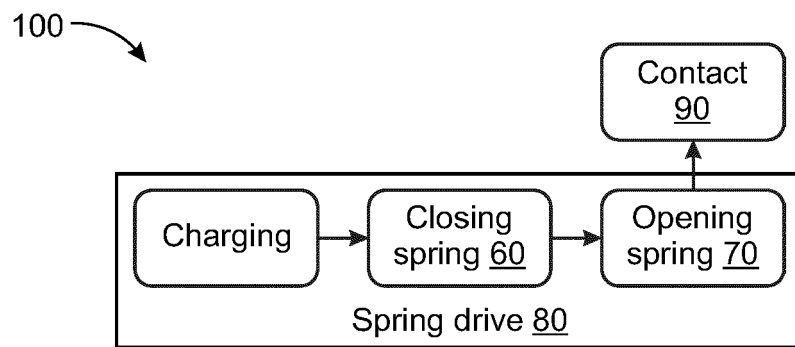 100
Contact
90
Charging
Closing
spring 60
Opening
spring 70
Spring drive 80